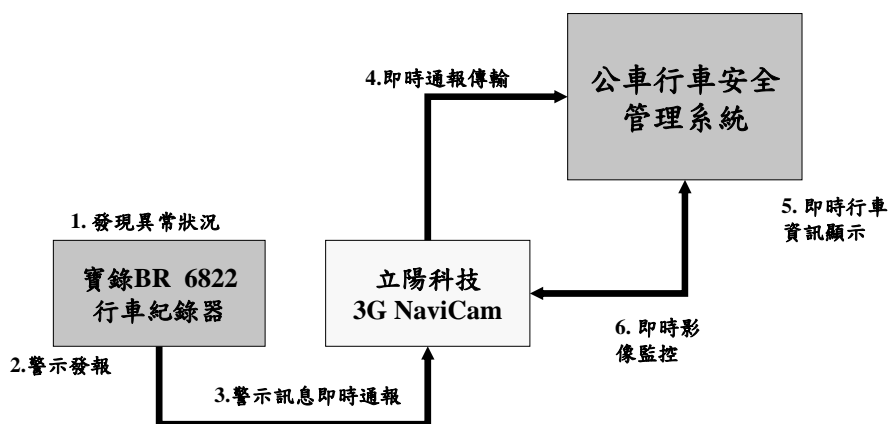 4.即時通報傳輸
公車行車安全
管理系統
1. 發現異常狀況
5. 即時行車
資訊顯示
寶錄BR 6822
行車紀錄器
立陽科技
3G NaviCam
6. 即時影
像監控
2.警示發報
3.警示訊息即時通報